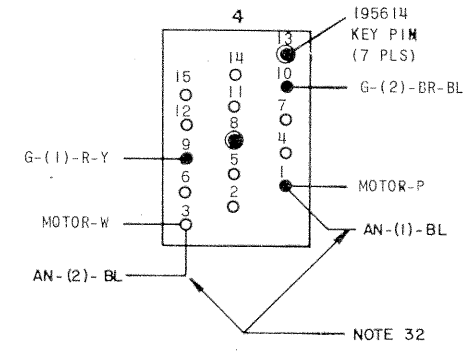 4
195614
KEY PIN
(7 PLS)
13
14
10
15
G-(2)-BR-BL
11
12
7
8
9
4
G-(1)-R-Y
5
1
6
MOTOR-P
2
3
MOTOR-W
AN-(1)-BL
AN-(2)-BL
NOTE 32